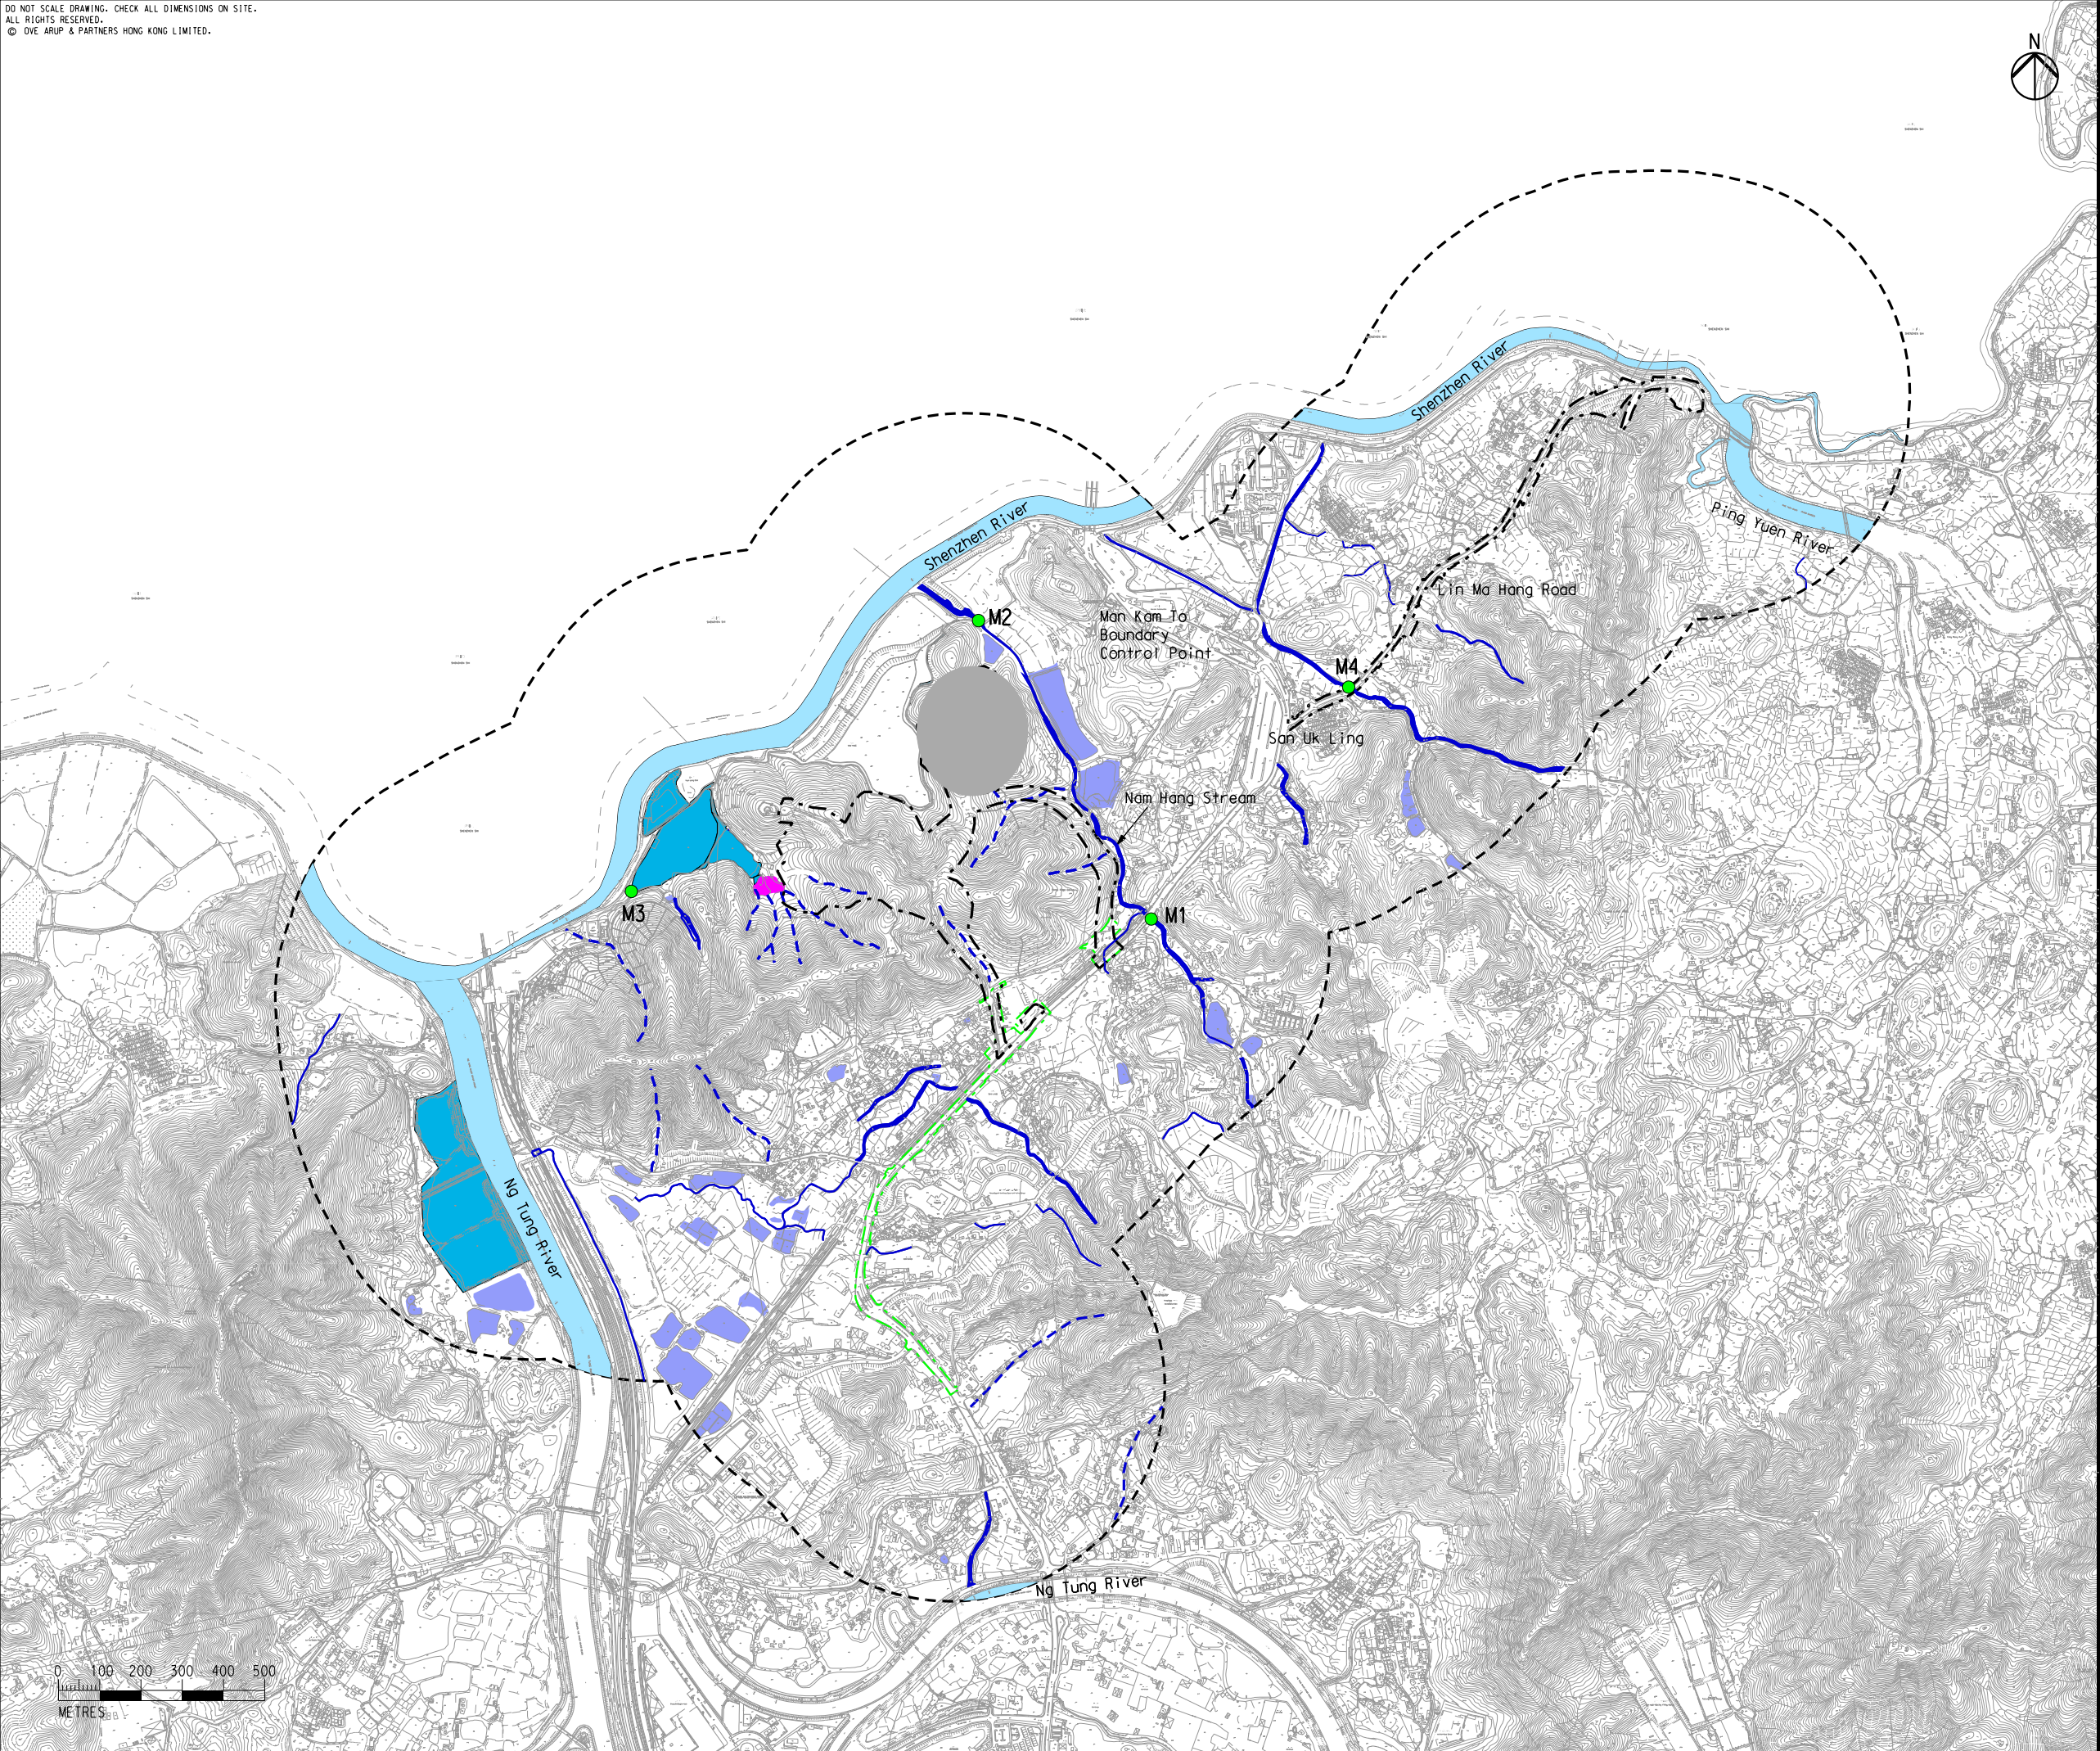 DO NOT SCALE DRAWING. CHECK ALL DIMENSIONS ON SITE.
ALL RIGHTS RESERVED.
© OVE ARUP & PARTNERS HONG KONG LIMITED.
N
Shenzhen River
Shenzhen River
Ping Yuen River
Lin Ma Hang Road
M2
Man Kam To
Boundary
Control Point
M4
San Uk Ling
Nam Hang Stream
M3
M1
Ng Tung River
Ng Tung River
0 100 200 300 400 500
METRES